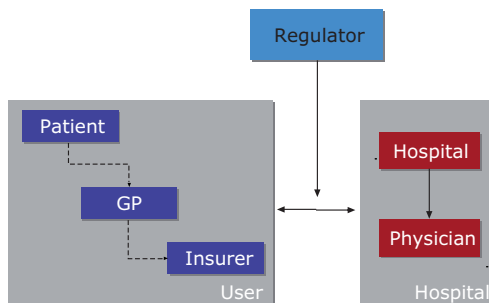 Regulator
Patient
Hospital
GP
Physician
Insurer
User
Hospital